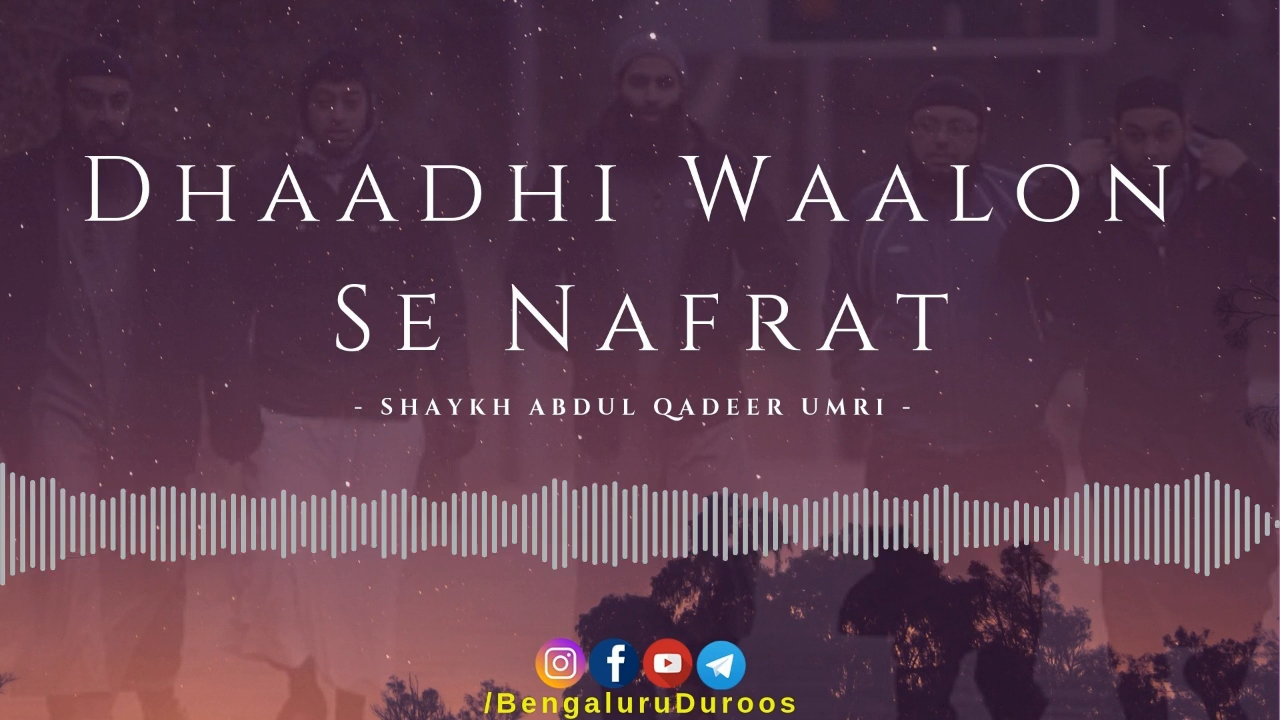 Dhaadhi Waalon
Se Nafrat
- Shaykh Abdul Qadeer Umri -
/BengaluruDuroos